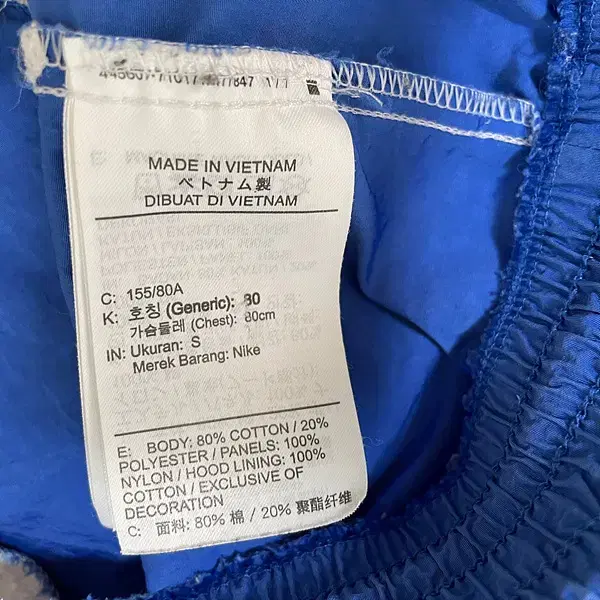 MADE IN VIETNAM
ベトナム製
DIBUAT DI VIETNAM
C: 155/80A
K: 호칭 (Generic): 80
가슴둘레 (Chest): 80cm
IN: Ukuran: S
Merek Barang: Nike
E: BODY: 80% COTTON / 20%
POLYESTER / PANELS: 100%
NYLON / HOOD LINING: 100%
COTTON / EXCLUSIVE OF
DECORATION
C: 面料: 80% 棉 / 20% 聚酯纤维